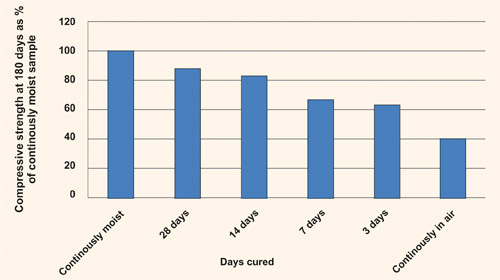 Compressive strength at 180 days as %
of continously moist sample
120
100
80
60
40
20
0
Continously moist
28 days
14 days
7 days
3 days
Continously in air
Days cured